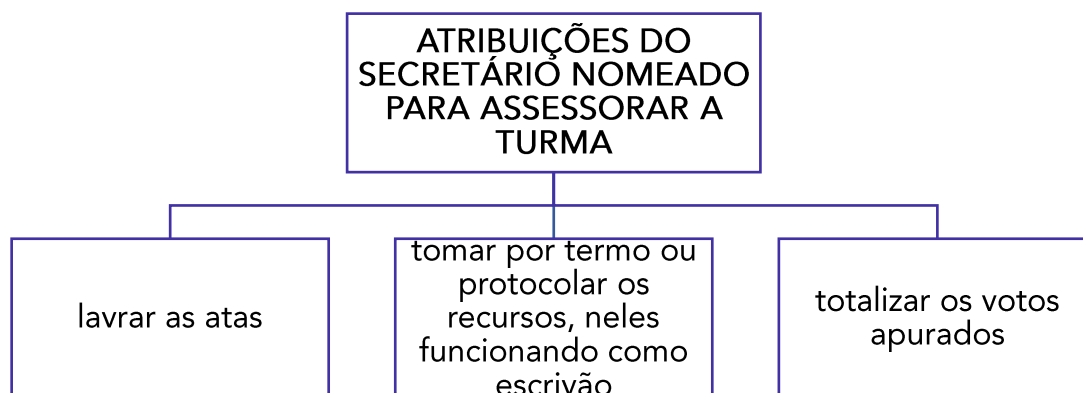 ATRIBUIÇÕES DO
SECRETÁRIO NOMEADO
PARA ASSESSORAR A
TURMA
lavrar as atas
tomar por termo ou
protocolar os
recursos, neles
funcionando como
escrivão
totalizar os votos
apurados